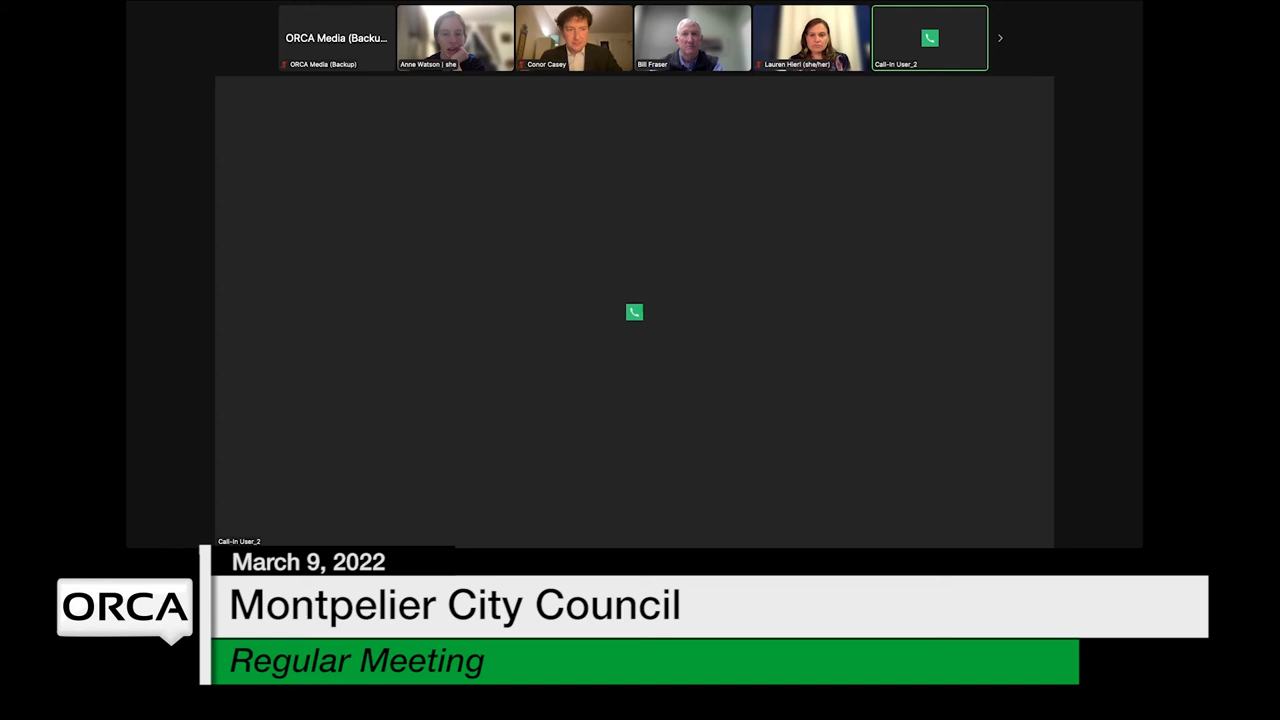 ORCA Media (Backu...
ORCA Media (Backup)
Anne Watson | she
Conor Casey
Bill Fraser
Lauren Hierl (she/her)
Call-In User_2
Call-In User_2
March 9, 2022
ORCA
Montpelier City Council
Regular Meeting